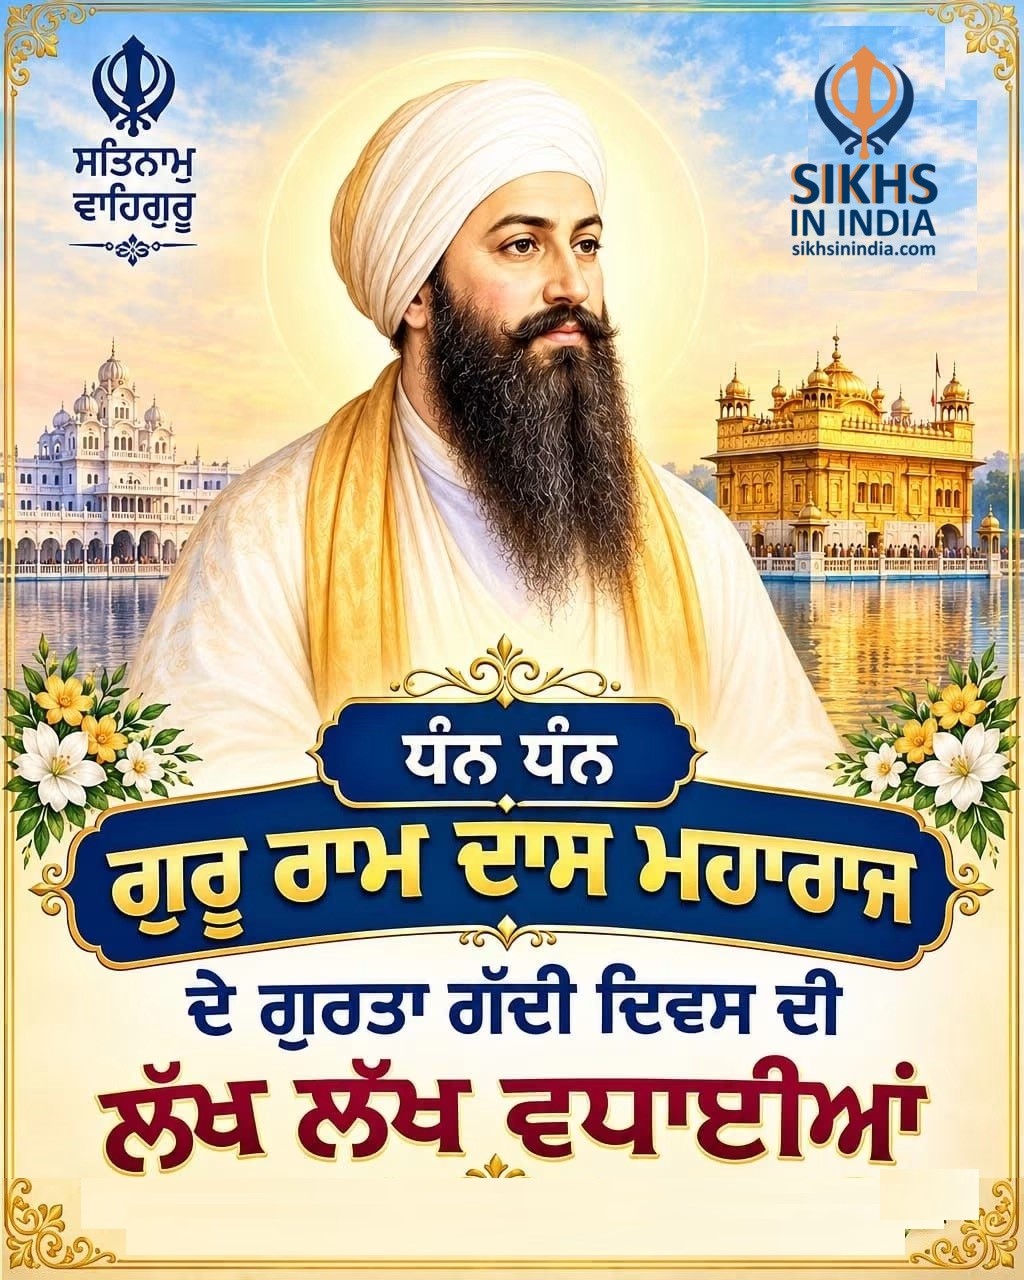 ਸਤਿਨਾਮੁ
ਵਾਹਿਗੁਰੂ
SIKHS
IN INDIA
sikhsinindia.com
ਧੰਨ ਧੰਨ
ਗੁਰੂ ਰਾਮ ਦਾਸ ਮਹਾਰਾਜ
ਦੇ ਗੁਰਤਾ ਗੱਦੀ ਦਿਵਸ ਦੀ
ਲੱਖ ਲੱਖ ਵਧਾਈਆਂ